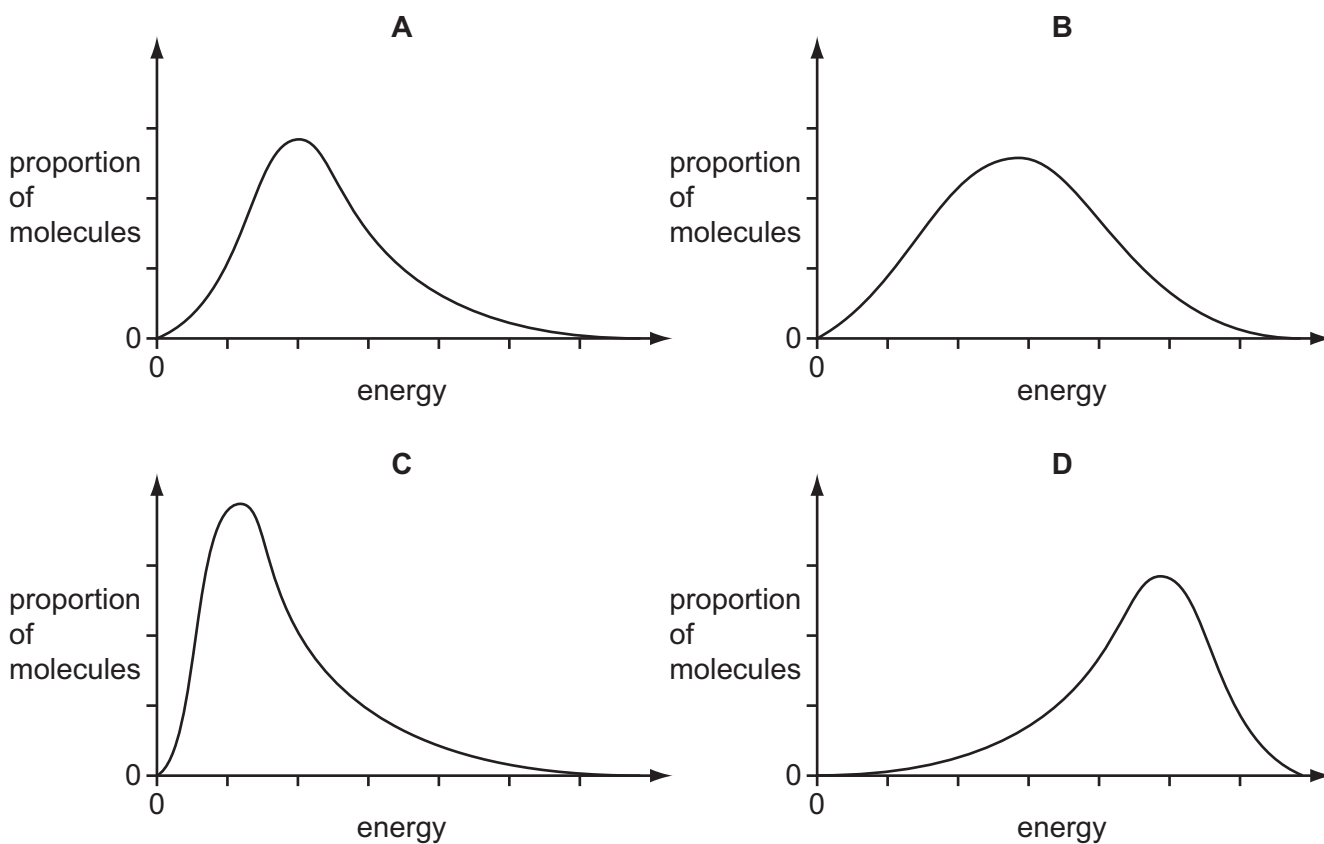 A
proportion
of
molecules
0
0
energy
B
proportion
of
molecules
0
0
energy
C
proportion
of
molecules
0
0
energy
D
proportion
of
molecules
0
0
energy